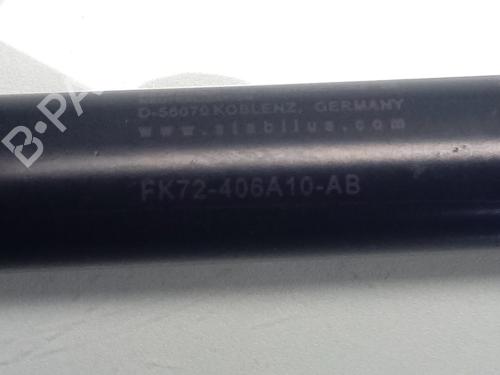 D-56070 KOBLENZ, GERMANY
www.stabilus.com
FK72-406A10-AB